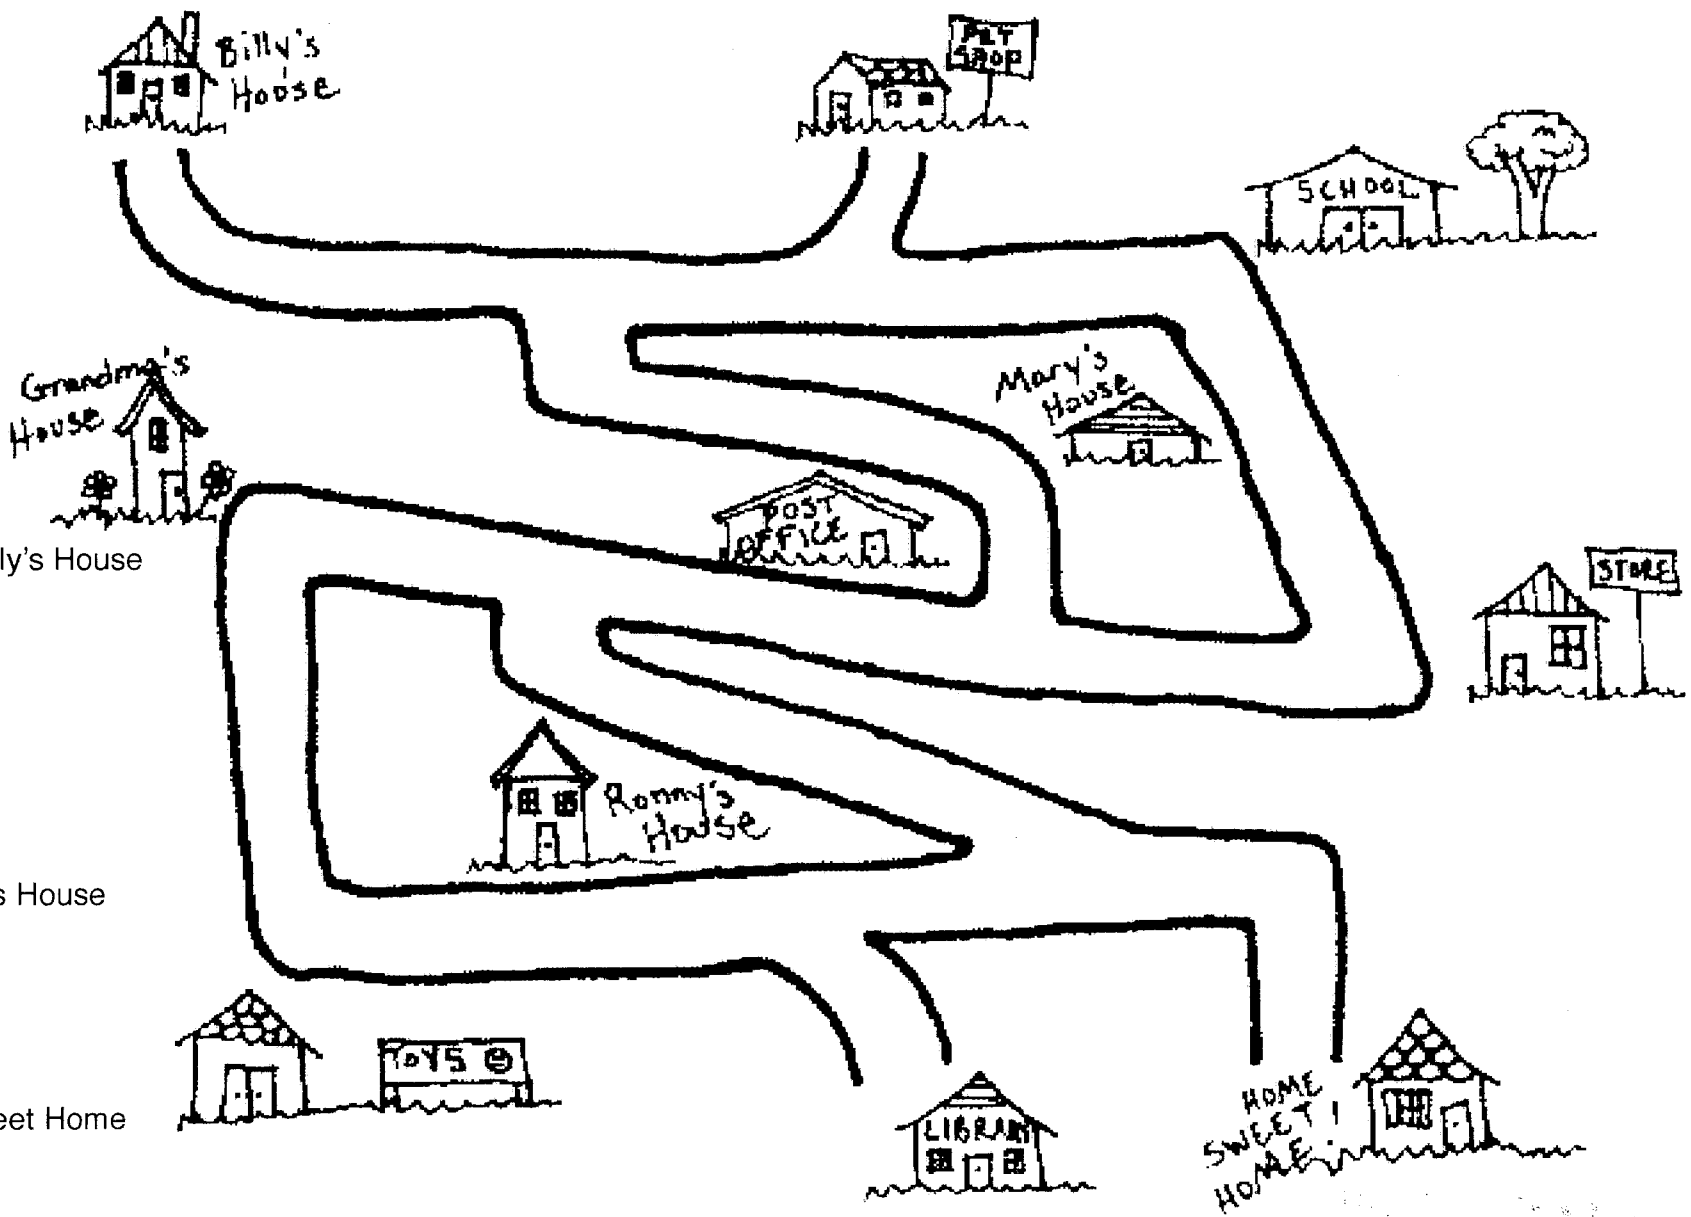 Billy's
House
PET
SHOP
SCHOOL
Grandma's
House
Mary's
House
POST
OFFICE
STORE
ly's House
Ronny's
House
s House
TOYS
eet Home
LIBRARY
HOME
SWEET
HOME!